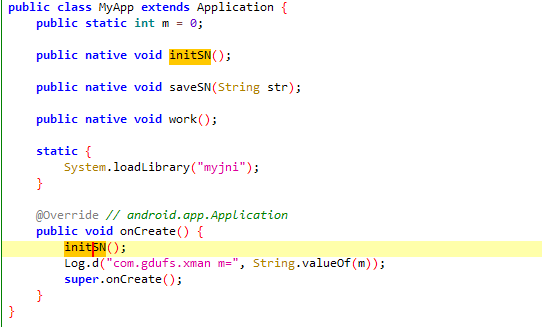 public class MyApp extends Application {
public static int m = 0;
public native void initSN();
public native void saveSN(String str);
public native void work();
static {
System.loadLibrary("myjni");
}
@Override // android.app.Application
public void onCreate() {
initSN();
Log.d("com.gdufs.xman m=", String.valueOf(m));
super.onCreate();
}
}